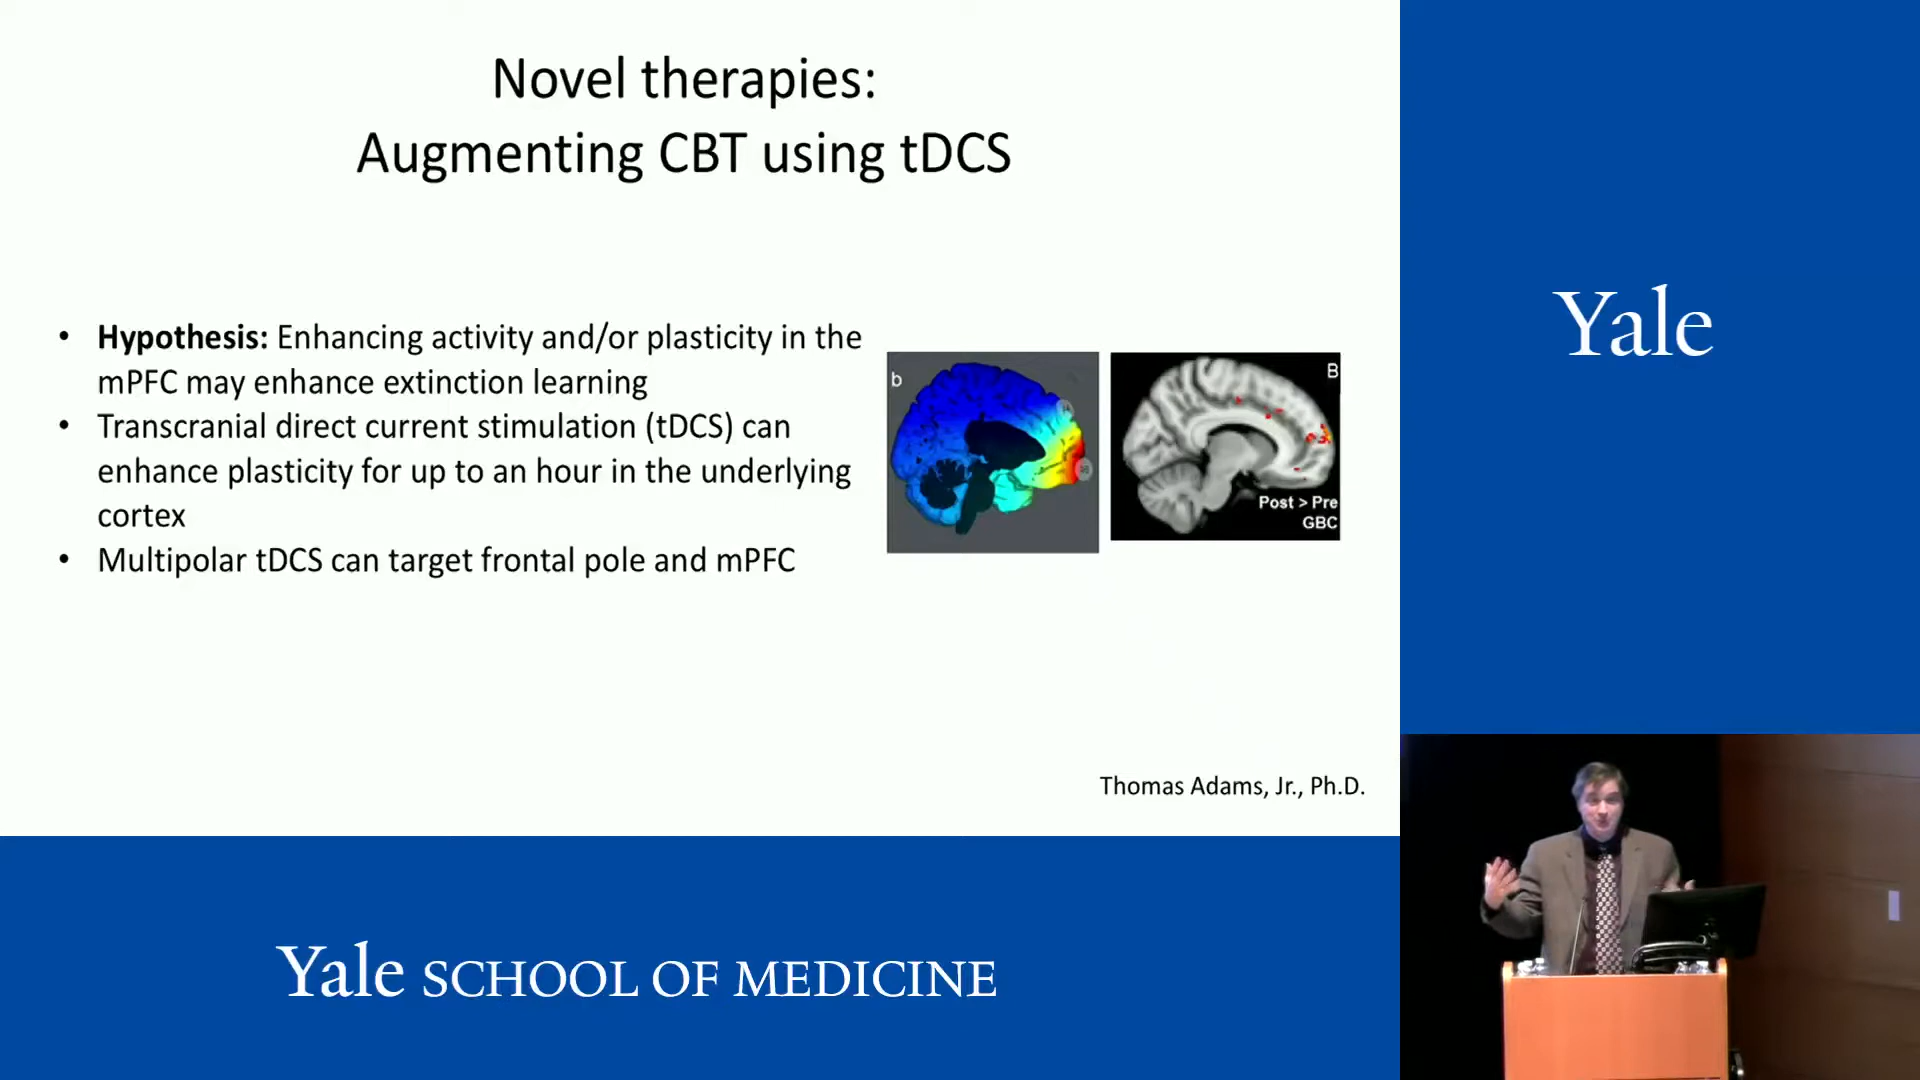 Novel therapies:
Augmenting CBT using tDCS
• Hypothesis: Enhancing activity and/or plasticity in the
mPFC may enhance extinction learning
• Transcranial direct current stimulation (tDCS) can
enhance plasticity for up to an hour in the underlying
cortex
• Multipolar tDCS can target frontal pole and mPFC
b
B
Post > Pre
GBC
Thomas Adams, Jr., Ph.D.
Yale
Yale SCHOOL OF MEDICINE